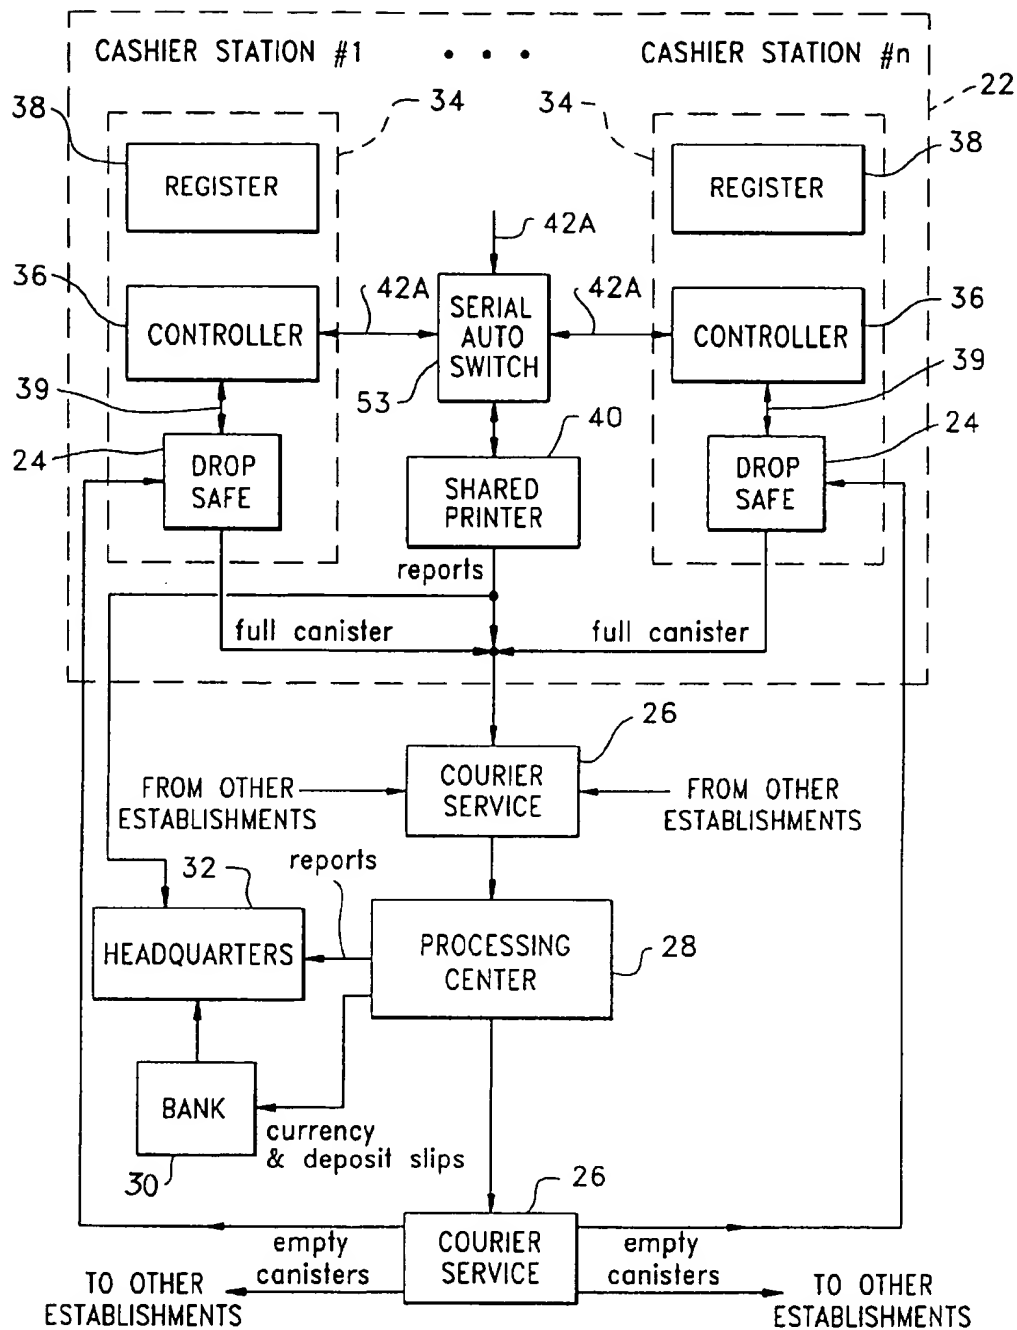 CASHIER STATION #1
• • •
CASHIER STATION #n
22
38
34
34
38
REGISTER
REGISTER
42A
36
42A
42A
36
CONTROLLER
SERIAL
AUTO
SWITCH
CONTROLLER
39
53
39
24
40
24
DROP
SAFE
SHARED
PRINTER
DROP
SAFE
reports
full canister
full canister
26
FROM OTHER
ESTABLISHMENTS
COURIER
SERVICE
FROM OTHER
ESTABLISHMENTS
32
reports
HEADQUARTERS
PROCESSING
CENTER
28
BANK
30
currency
& deposit slips
26
empty
canisters
COURIER
SERVICE
empty
canisters
TO OTHER
ESTABLISHMENTS
TO OTHER
ESTABLISHMENTS